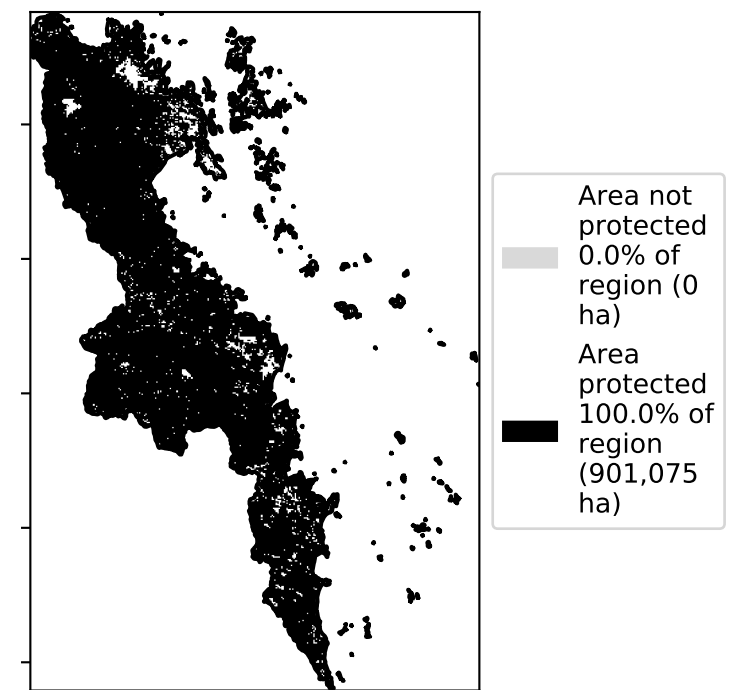 Area not
protected
0.0% of
region (0
ha)
Area
protected
100.0% of
region
(901,075
ha)